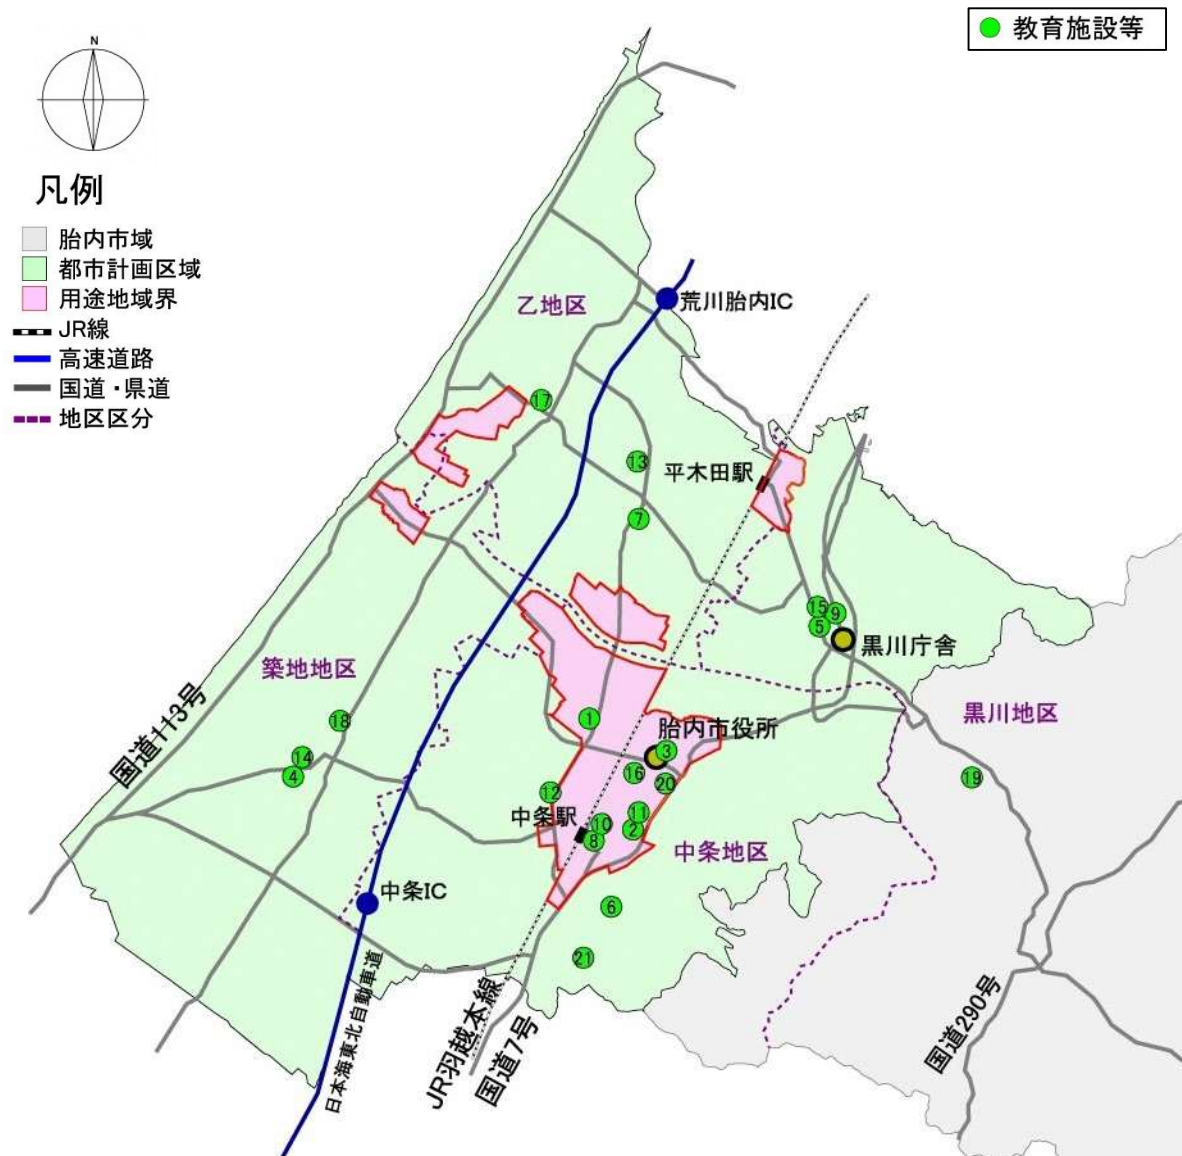 教育施設等
N
凡例
胎内市域
都市計画区域
用途地域界
JR線
高速道路
国道・県道
地区区分
乙地区
荒川胎内IC
17
13
平木田駅
7
15
9
5
黒川庁舎
築地地区
国道113号
18
14
4
1
胎内市役所
3
16
20
12
中条駅
11
10
2
8
中条地区
黒川地区
19
中条IC
6
21
日本海東北自動車道
JR羽越本線
国道7号
国道290号